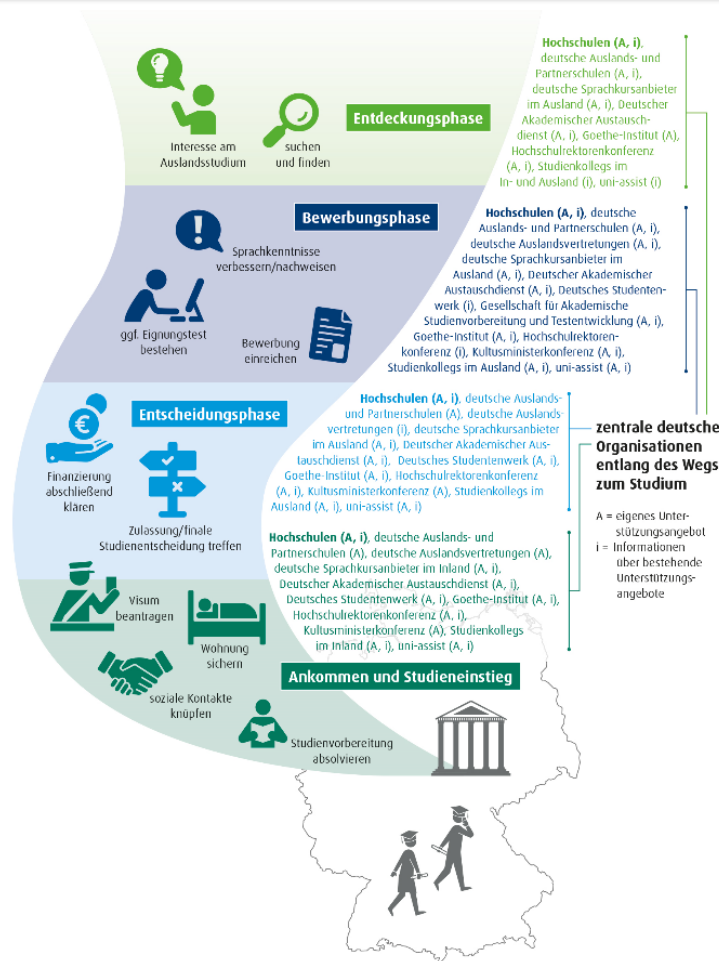 Hochschulen (A, i),
deutsche Auslands- und
Partnerschulen (A, i),
deutsche Sprachkursanbieter
im Ausland (A, i), Deutscher
Akademischer Austausch-
dienst (A, i), Goethe-Institut (A),
Hochschulrektorenkonferenz
(A, i), Studienkollegs im
In- und Ausland (i), uni-assist (i)
Entdeckungsphase
Interesse am
Auslandsstudium
suchen
und finden
Bewerbungsphase
Hochschulen (A, i), deutsche
Auslands- und Partnerschulen (A, i),
deutsche Auslandsvertretungen (A, i),
deutsche Sprachkursanbieter im
Ausland (A, i), Deutscher Akademischer
Austauschdienst (A, i), Deutsches Studenten-
werk (i), Gesellschaft für Akademische
Studienvorbereitung und Testentwicklung (A, i),
Goethe-Institut (A, i), Hochschulrektoren-
konferenz (i), Kultusministerkonferenz (A, i),
Studienkollegs im Ausland (A, i), uni-assist (A, i)
Sprachkenntnisse
verbessern/nachweisen
ggf. Eignungstest
bestehen
Bewerbung
einreichen
Entscheidungsphase
Hochschulen (A, i), deutsche Auslands-
und Partnerschulen (A), deutsche Auslands-
vertretungen (i), deutsche Sprachkursanbieter
im Ausland (A, i), Deutscher Akademischer Aus-
tauschdienst (A, i), Deutsches Studentenwerk (A, i),
Goethe-Institut (A, i), Hochschulrektorenkonferenz
(A, i), Kultusministerkonferenz (A), Studienkollegs im
Ausland (A, i), uni-assist (A, i)
€
Finanzierung
abschließend
klären
Zulassung/finale
Studienentscheidung treffen
zentrale deutsche
Organisationen
entlang des Wegs
zum Studium
A = eigenes Unter-
stützungsangebot
i = Informationen
über bestehende
Unterstützungs-
angebote
Hochschulen (A, i), deutsche Auslands- und
Partnerschulen (A), deutsche Auslandsvertretungen (A),
deutsche Sprachkursanbieter im Inland (A, i),
Deutscher Akademischer Austauschdienst (A, i),
Deutsches Studentenwerk (A, i), Goethe-Institut (A, i),
Hochschulrektorenkonferenz (A, i),
Kultusministerkonferenz (A), Studienkollegs
im Inland (A, i), uni-assist (A, i)
Visum
beantragen
Wohnung
sichern
Ankommen und Studieneinstieg
soziale Kontakte
knüpfen
Studienvorbereitung
absolvieren